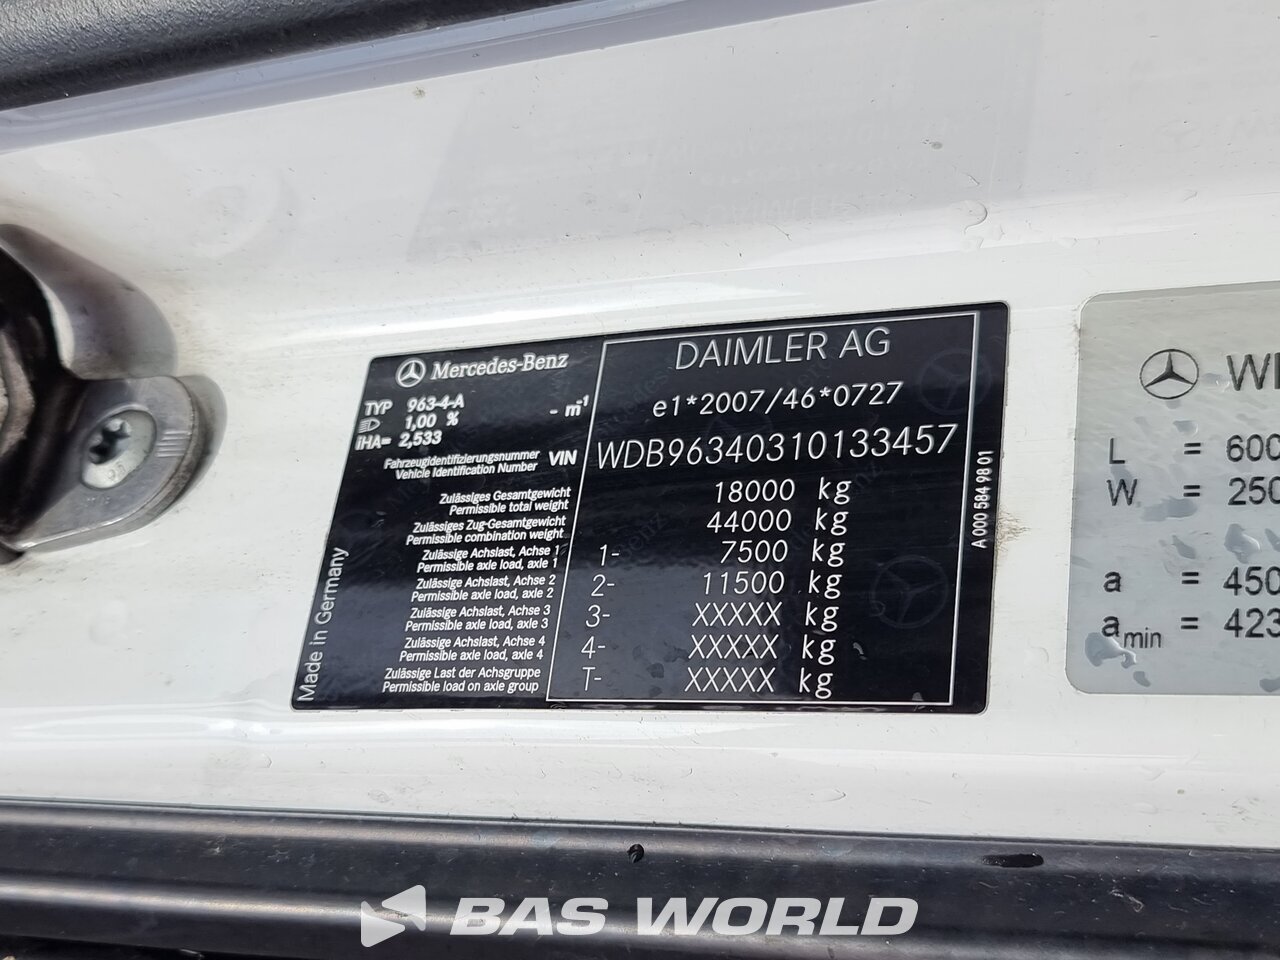 Mercedes-Benz
TYP 963-4-A
1,00 % - m-1
iHA= 2,533
DAIMLER AG
e1*2007/46*0727
Fahrzeugidentifizierungsnummer
Vehicle Identification Number VIN WDB96340310133457
Zulässiges Gesamtgewicht
Permissible total weight 18000 kg
Zulässiges Zug-Gesamtgewicht
Permissible combination weight 44000 kg
Zulässige Achslast, Achse 1
Permissible axle load, axle 1 1- 7500 kg
Zulässige Achslast, Achse 2
Permissible axle load, axle 2 2- 11500 kg
Zulässige Achslast, Achse 3
Permissible axle load, axle 3 3- XXXXX kg
Zulässige Achslast, Achse 4
Permissible axle load, axle 4 4- XXXXX kg
Zulässige Last der Achsgruppe
Permissible load on axle group T- XXXXX kg
Made in Germany
A 000 584 98 01
L = 600
W = 250
a = 450
amin = 423
BAS WORLD